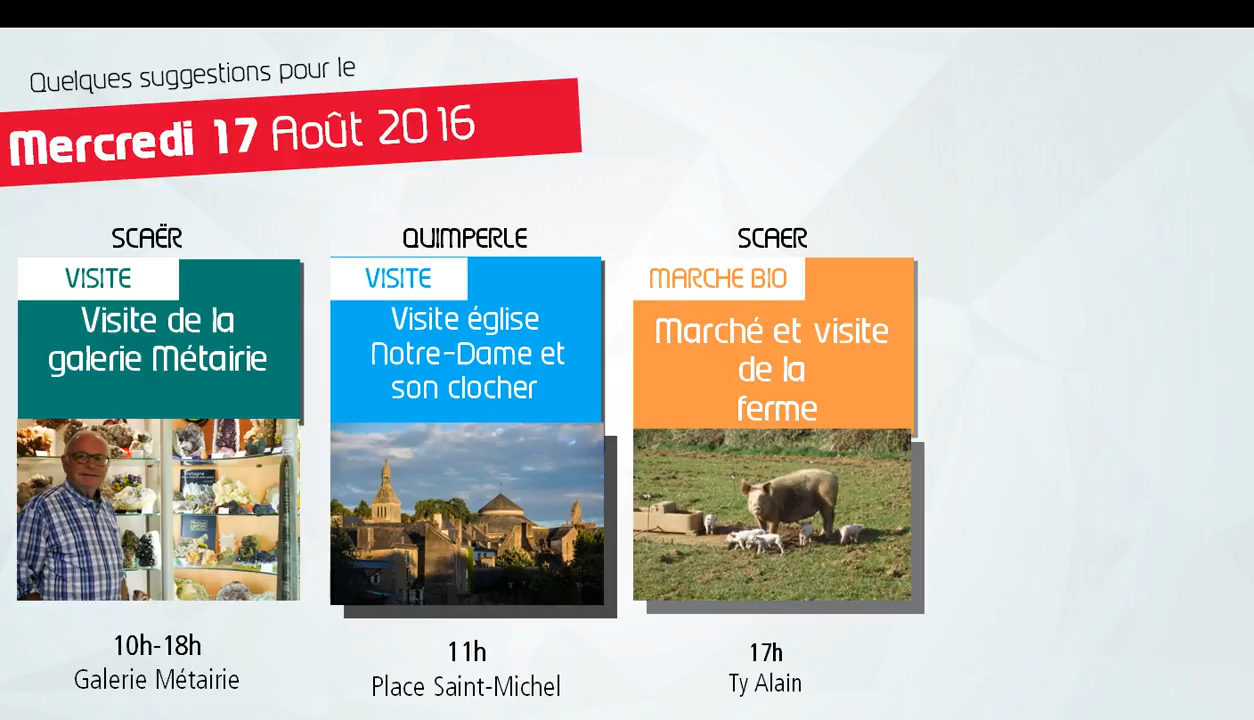 Quelques suggestions pour le
Mercredi 17 Août 2016
SCAËR
VISITE
Visite de la
galerie Métairie
10h-18h
Galerie Métairie
QUIMPERLE
VISITE
Visite église
Notre-Dame et
son clocher
11h
Place Saint-Michel
SCAER
MARCHE BIO
Marché et visite
de la
ferme
17h
Ty Alain